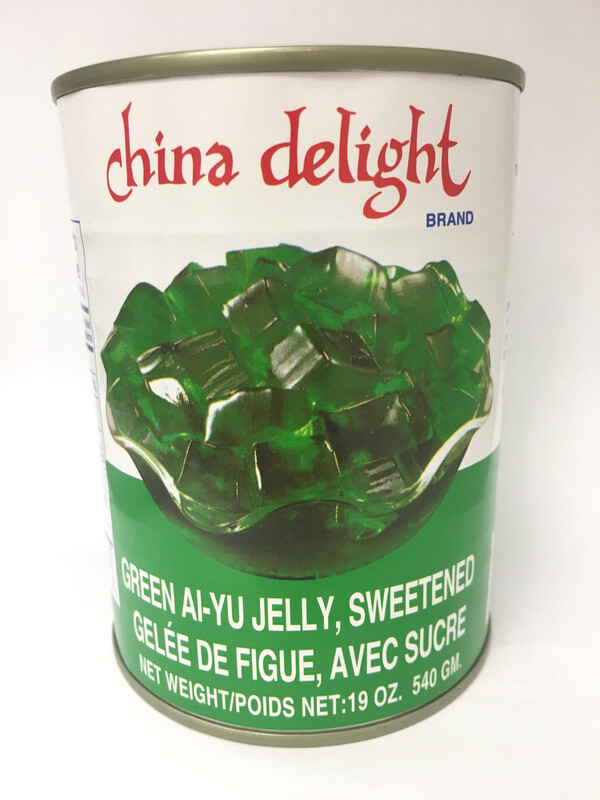 china delight
BRAND
GREEN AI-YU JELLY, SWEETENED
GELÉE DE FIGUE, AVEC SUCRE
NET WEIGHT/POIDS NET:19 OZ. 540 GM.